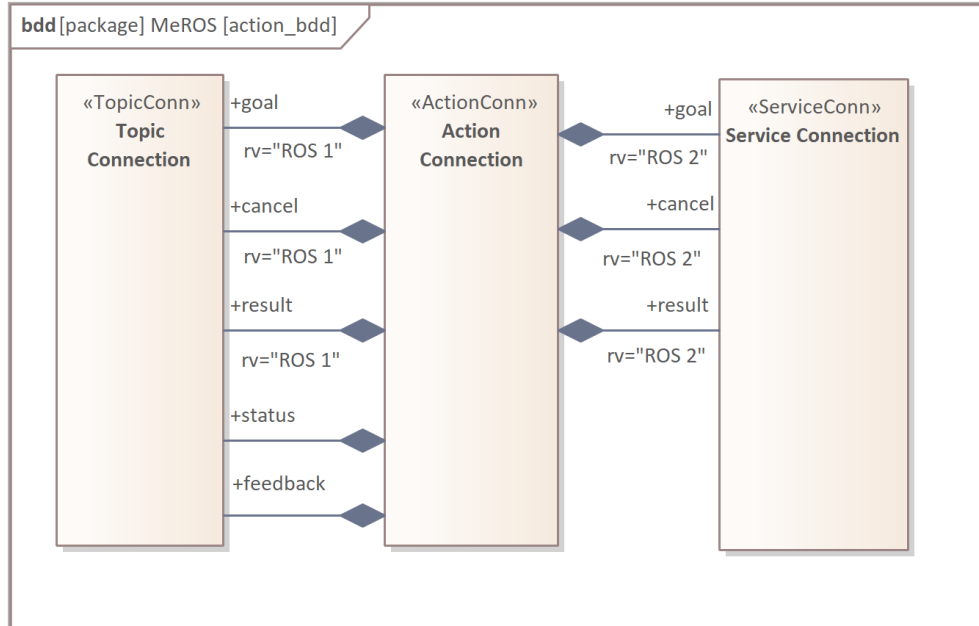 bdd [package] MeROS [action_bdd]
«TopicConn»
Topic
Connection
+goal
rv="ROS 1"
+cancel
rv="ROS 1"
+result
rv="ROS 1"
+status
+feedback
«ActionConn»
Action
Connection
+goal
rv="ROS 2"
+cancel
rv="ROS 2"
+result
rv="ROS 2"
«ServiceConn»
Service Connection